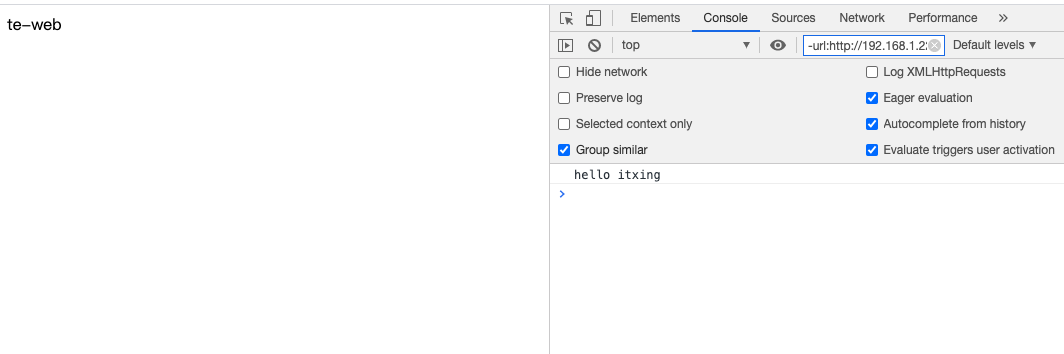 te-web
Elements Console Sources Network Performance »
top -url:http://192.168.1.2 Default levels
Hide network Log XMLHttpRequests
Preserve log Eager evaluation
Selected context only Autocomplete from history
Group similar Evaluate triggers user activation
hello itxing
>